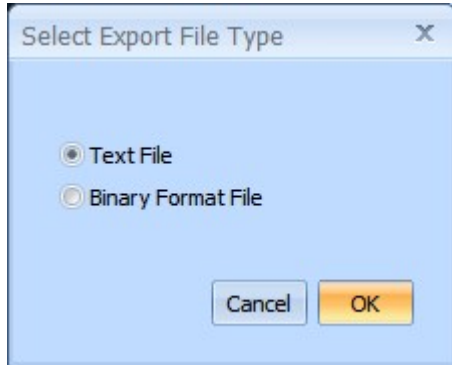 Select Export File Type
Text File
Binary Format File
Cancel OK